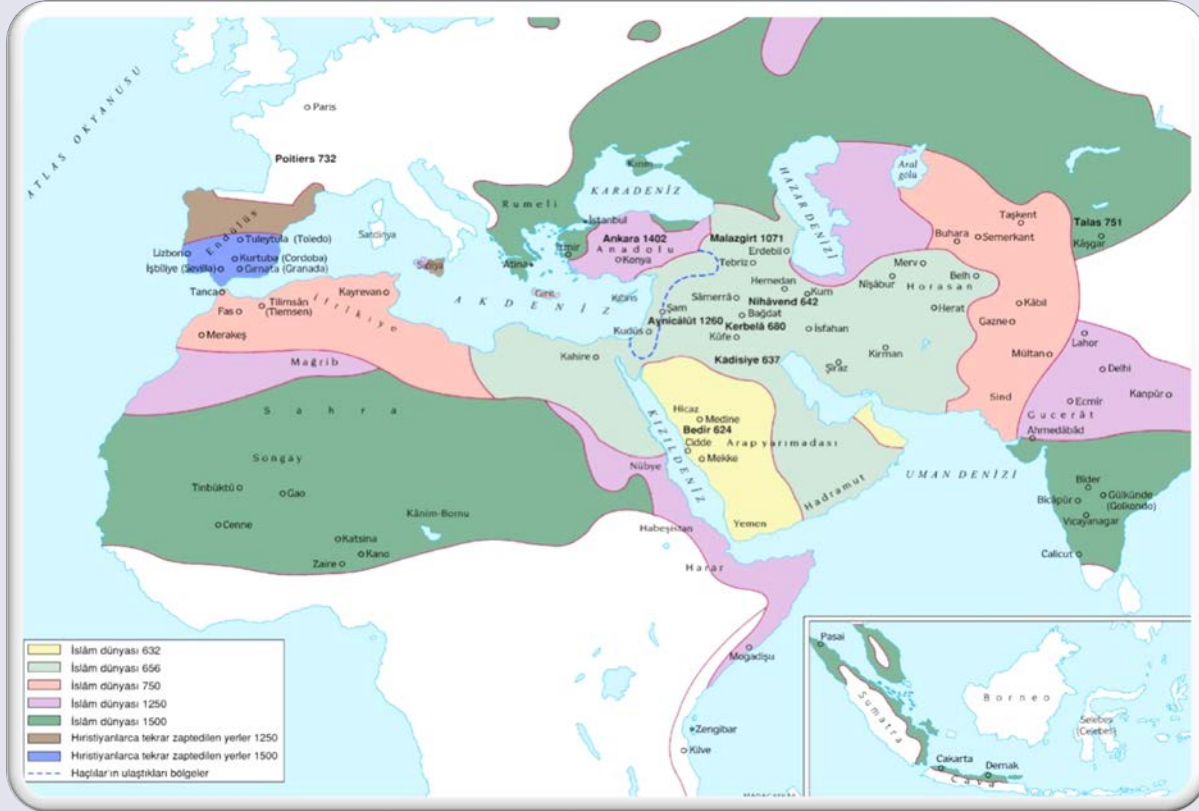 ATLAS OKYANUSU
Paris
Poitiers 732
KARADENİZ
Kırım
HAZAR DENİZİ
Aral
gölü
Rumeli
İstanbul
Taşkent
Buhara
Semerkant
Talas 751
Kâşgar
Endülüs
Tuleytula (Toledo)
Lizbon
Kurtuba (Cordoba)
İşbîliye (Sevilla)
Gırnata (Granada)
Sardinya
Sicilya
Atina
İzmir
Ankara 1402
Anadolu
Konya
Malazgirt 1071
Erdebil
Tebriz
Merv
Nîşâbur
Belh
Horasan
Herat
Kâbil
Gazne
Tanca
Fas
Tilimsân
(Tlemsen)
İfrîkiye
Kayrevan
Merakeş
AKDENİZ
Girit
Kıbrıs
Şam
Kudüs
Aynicâlût 1260
Hemedan
Kum
Sâmerrâ
Nihâvend 642
Bağdat
Kerbelâ 680
Kûfe
İsfahan
Kadisiye 637
Şiraz
Kirman
Mültan
Sind
Lahor
Delhi
Ecmir
Kanpûr
Gucerât
Ahmedâbâd
Mağrib
Kahire
Sahra
Songay
Tinbüktü
Gao
Cenne
Kânim-Bornu
Katsina
Kano
Zaire
Nübye
KIZILDENİZ
Hicaz
Medine
Bedir 624
Cidde
Mekke
Arap yarımadası
Yemen
Hadramut
UMAN DENİZİ
Bîder
Bîcâpûr
Gülkünde
(Golkondo)
Vicayanagar
Calicut
Habeşistan
Harar
Mogadişu
Zengibar
Kilve
MADAGASKAR
İslâm dünyası 632
İslâm dünyası 656
İslâm dünyası 750
İslâm dünyası 1250
İslâm dünyası 1500
Hıristiyanlarca tekrar zaptedilen yerler 1250
Hıristiyanlarca tekrar zaptedilen yerler 1500
Haçlılar'ın ulaştıkları bölgeler
Pasai
Sumatra
Borneo
Selebes
(Celebes)
Cakarta
Demak
Cava